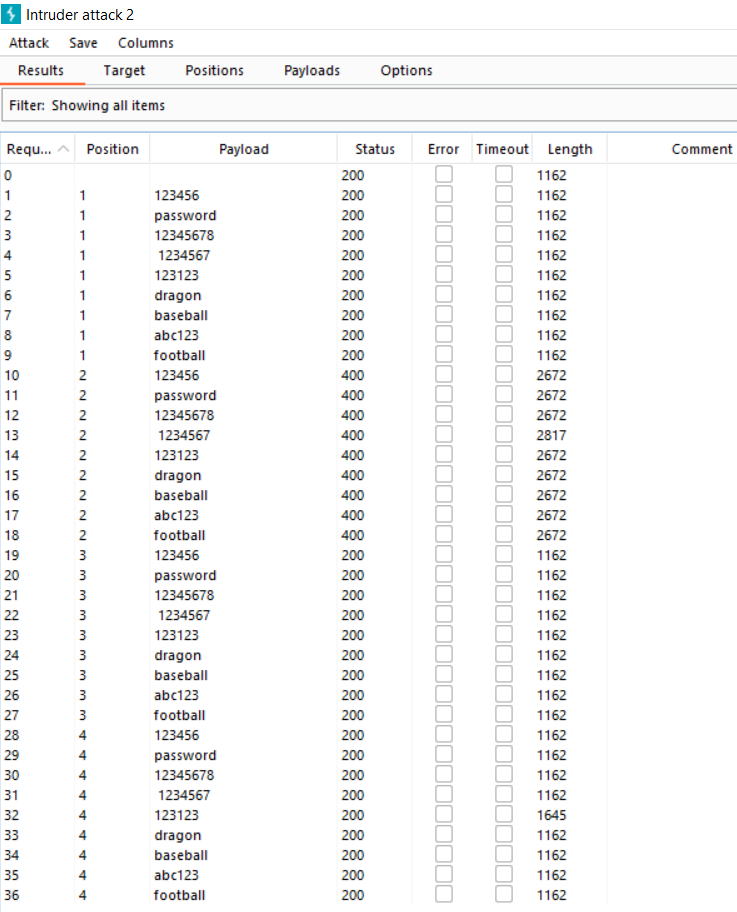 Intruder attack 2
Attack Save Columns
Results Target Positions Payloads Options
Filter: Showing all items
Requ... Position Payload Status Error Timeout Length Comment
0 200 1162
1 1 123456 200 1162
2 1 password 200 1162
3 1 12345678 200 1162
4 1 1234567 200 1162
5 1 123123 200 1162
6 1 dragon 200 1162
7 1 baseball 200 1162
8 1 abc123 200 1162
9 1 football 200 1162
10 2 123456 400 2672
11 2 password 400 2672
12 2 12345678 400 2672
13 2 1234567 400 2817
14 2 123123 400 2672
15 2 dragon 400 2672
16 2 baseball 400 2672
17 2 abc123 400 2672
18 2 football 400 2672
19 3 123456 200 1162
20 3 password 200 1162
21 3 12345678 200 1162
22 3 1234567 200 1162
23 3 123123 200 1162
24 3 dragon 200 1162
25 3 baseball 200 1162
26 3 abc123 200 1162
27 3 football 200 1162
28 4 123456 200 1162
29 4 password 200 1162
30 4 12345678 200 1162
31 4 1234567 200 1162
32 4 123123 200 1645
33 4 dragon 200 1162
34 4 baseball 200 1162
35 4 abc123 200 1162
36 4 football 200 1162